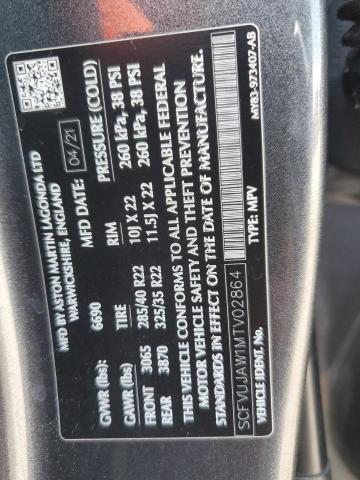 MFD BY ASTON MARTIN LAGONDA LTD
WARWICKSHIRE, ENGLAND
GVWR (lbs): 6690 MFD DATE: 04/21
GAWR (lbs): TIRE RIM PRESSURE (COLD)
FRONT 3065 285/40 R22 10J X 22 260 kPa, 38 PSI
REAR 3870 325/35 R22 11.5J X 22 260 kPa, 38 PSI
THIS VEHICLE CONFORMS TO ALL APPLICABLE FEDERAL
MOTOR VEHICLE SAFETY AND THEFT PREVENTION
STANDARDS IN EFFECT ON THE DATE OF MANUFACTURE.
SCFVUJAW1MTV02864
VEHICLE IDENT. No. TYPE: MPV
MY83-973407-AB